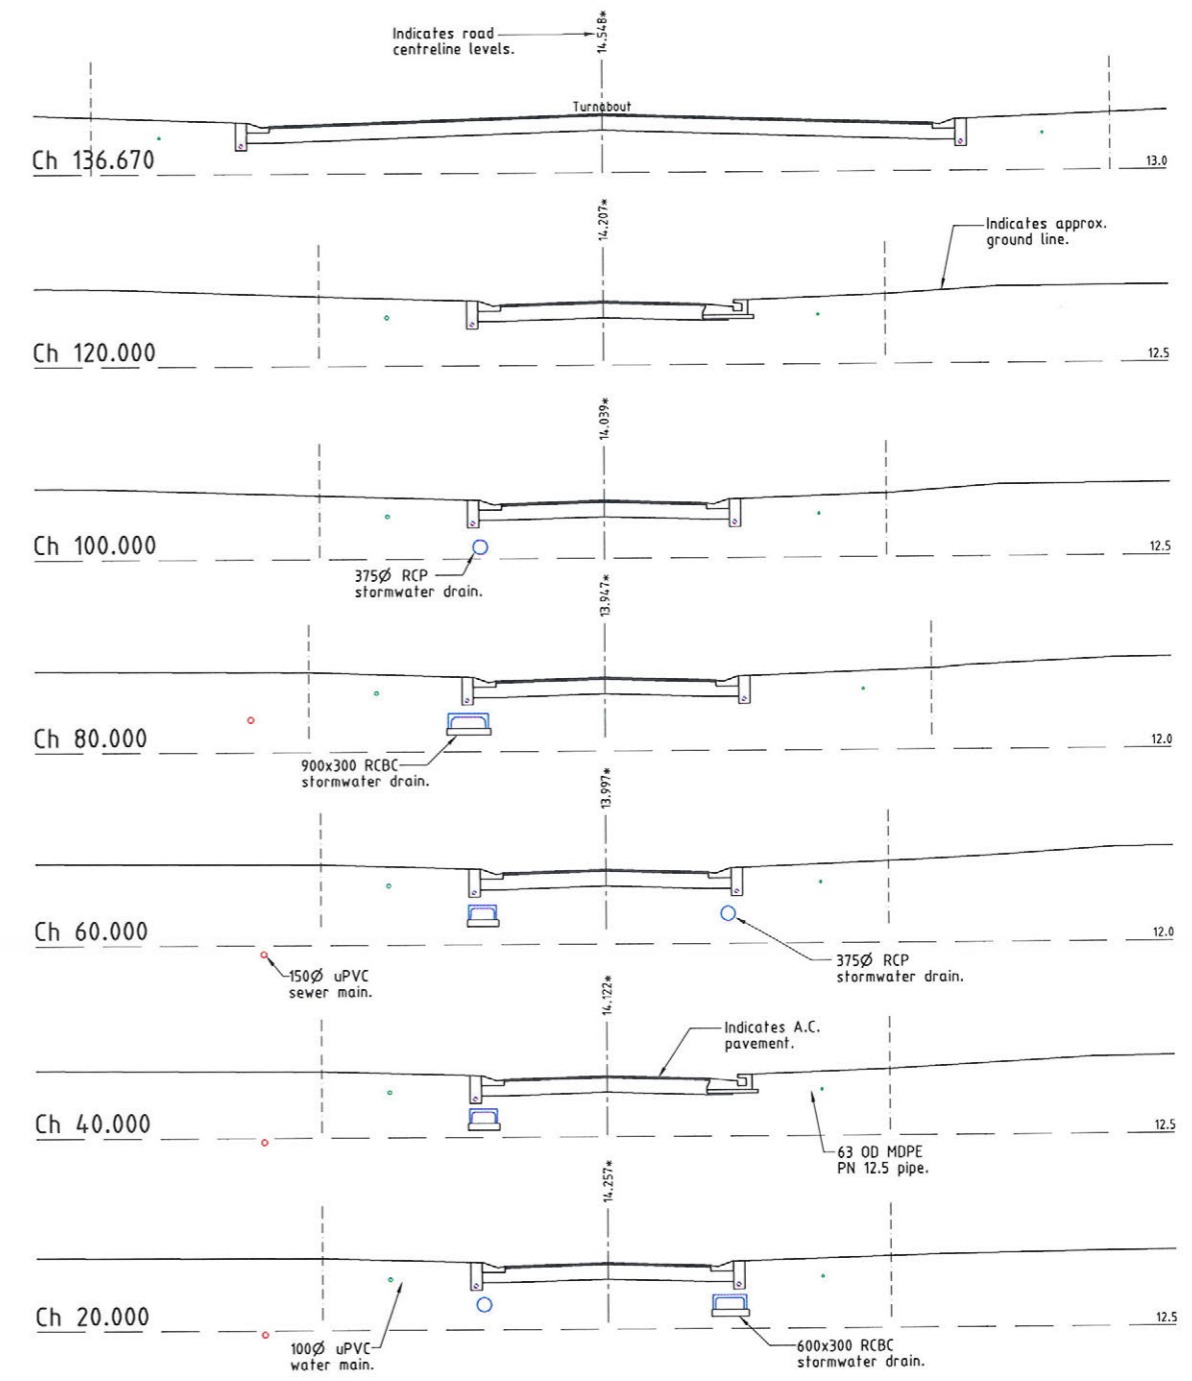 Indicates road
centreline levels.
14.548*
Turnabout
Ch 136.670
13.0
14.207*
Indicates approx.
ground line.
Ch 120.000
12.5
14.039*
Ch 100.000
12.5
375Ø RCP
stormwater drain.
13.947*
Ch 80.000
12.0
900x300 RCBC
stormwater drain.
13.997*
Ch 60.000
12.0
150Ø uPVC
sewer main.
375Ø RCP
stormwater drain.
14.122*
Indicates A.C.
pavement.
Ch 40.000
12.5
63 OD MDPE
PN 12.5 pipe.
14.257*
Ch 20.000
12.5
100Ø uPVC
water main.
600x300 RCBC
stormwater drain.